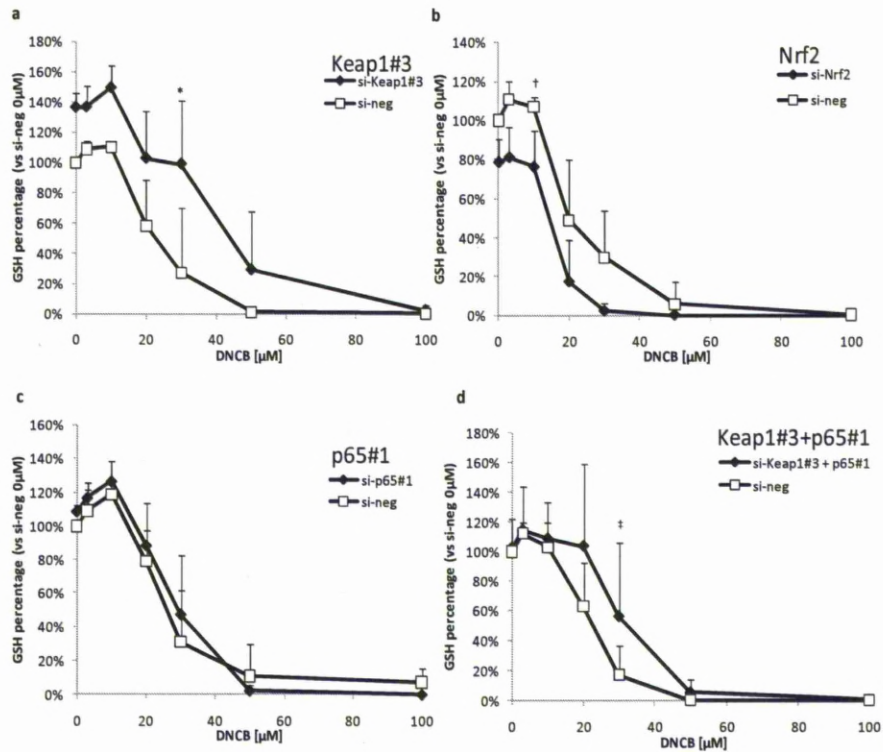 a
Keap1#3
si-Keap1#3
si-neg
*
GSH percentage (vs si-neg 0µM)
180%
160%
140%
120%
100%
80%
60%
40%
20%
0%
0 20 40 60 80 100
DNCB [µM]
b
Nrf2
si-Nrf2
si-neg
†
GSH percentage (vs si-neg 0µM)
140%
120%
100%
80%
60%
40%
20%
0%
0 20 40 60 80 100
DNCB [µM]
c
p65#1
si-p65#1
si-neg
GSH percentage (vs si-neg 0µM)
160%
140%
120%
100%
80%
60%
40%
20%
0%
0 20 40 60 80 100
DNCB [µM]
d
Keap1#3+p65#1
si-Keap1#3 + p65#1
si-neg
‡
GSH percentage (vs si-neg 0µM)
180%
160%
140%
120%
100%
80%
60%
40%
20%
0%
0 20 40 60 80 100
DNCB [µM]